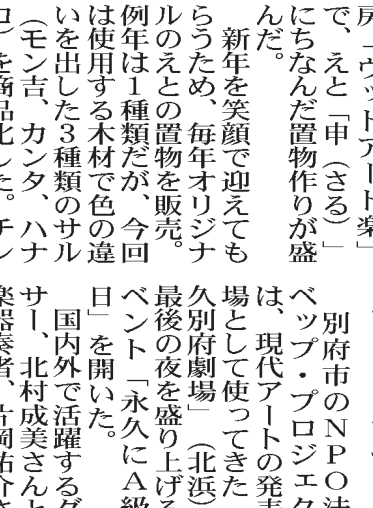 房「ウッドアート楽」
で、えと「申（さる）」
にちなんだ置物作りが盛
んだ。
新年を笑顔で迎えても
らうため、毎年オリジナ
ルのえとの置物を販売。
例年は１種類だが、今回
は使用する木材で色の違
いを出した３種類のサル
（モン吉、カンタ、ハナ
コ）を商品化した。チン
別府市のＮＰＯ法
ベップ・プロジェク
は、現代アートの発表
場として使ってきた
久別府劇場」（北浜）
最後の夜を盛り上げる
ベント「永久にＡ級
日」を開いた。
国内外で活躍するダ
サー、北村成美さんと
楽器奏者、片岡祐介さ